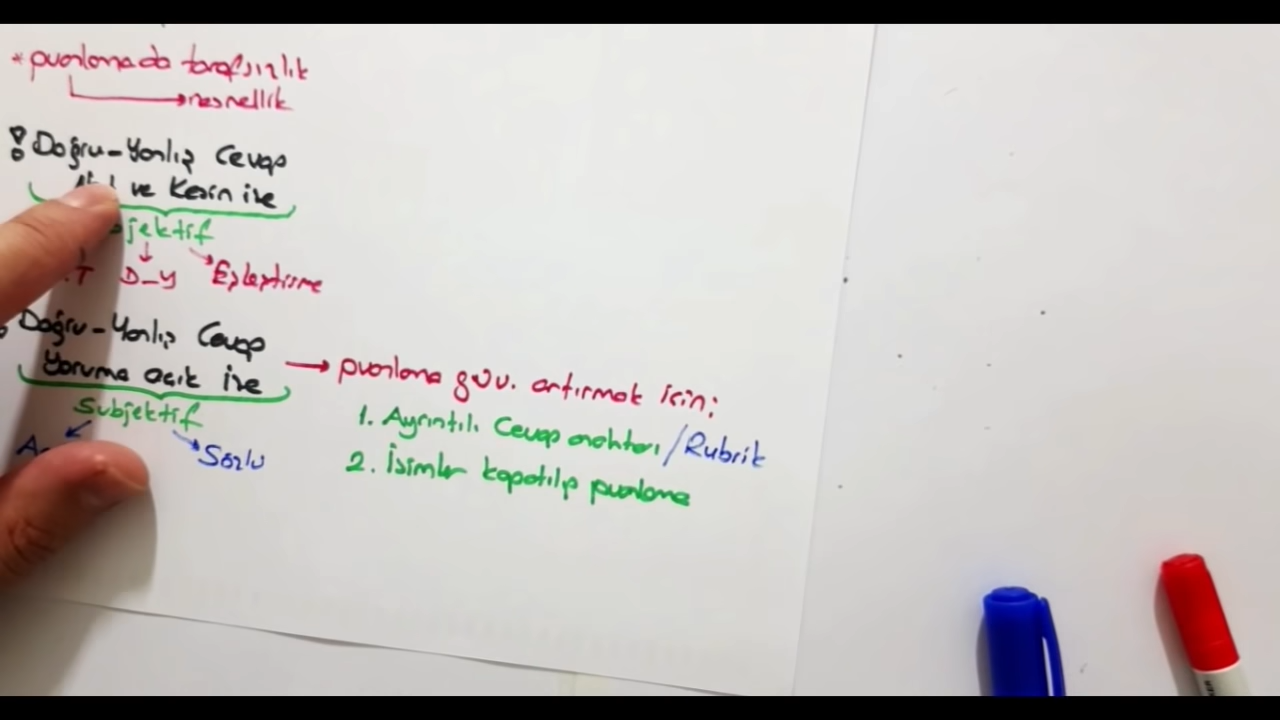 * puanlamada tarafsızlık
→ nesnellik
! Doğru-Yanlış Cevap
ve Kesin ise
jektif
D-Y Eşleştirme
Doğru-Yanlış Cevap
Yoruma açık ise → puanlama güv. artırmak için:
Subjektif
1. Ayrıntılı Cevap anahtarı / Rubrik
Sözlü
2. İsimler kapatılıp puanlama